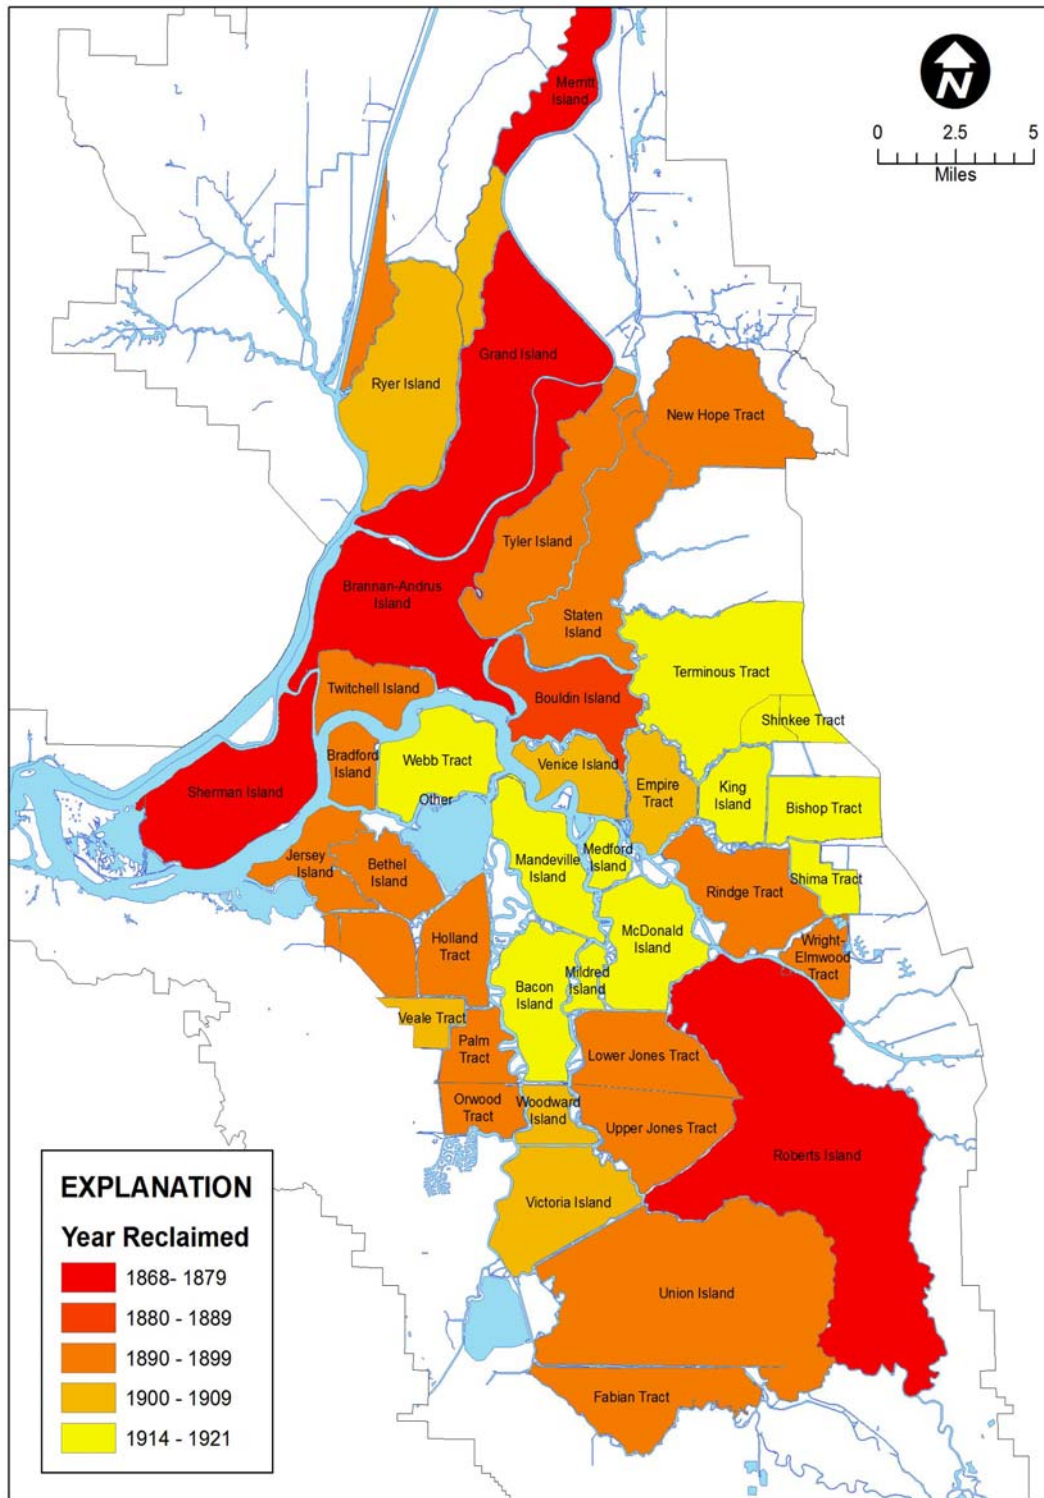 Merritt
Island
N
0 2.5 5
Miles
Grand Island
Ryer Island
New Hope Tract
Tyler Island
Brannan-Andrus
Island
Staten
Island
Terminous Tract
Twitchell Island
Bouldin Island
Shinkee Tract
Bradford
Island
Webb Tract
Venice Island
Empire
Tract
King
Island
Sherman Island
Other
Bishop Tract
Jersey
Island
Bethel
Island
Mandeville
Island
Medford
Island
Rindge Tract
Shima Tract
Holland
Tract
McDonald
Island
Wright-
Elmwood
Tract
Bacon
Island
Mildred
Island
Veale Tract
Palm
Tract
Lower Jones Tract
Orwood
Tract
Woodward
Island
Upper Jones Tract
Roberts Island
Victoria Island
Union Island
Fabian Tract
EXPLANATION
Year Reclaimed
1868- 1879
1880 - 1889
1890 - 1899
1900 - 1909
1914 - 1921